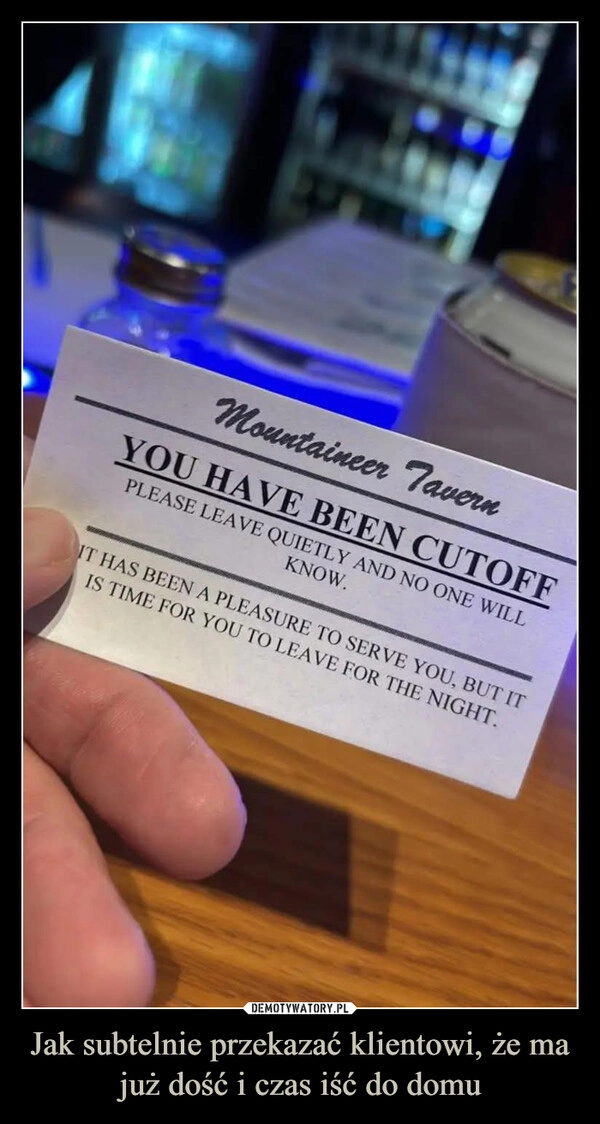 Mountaineer Tavern
YOU HAVE BEEN CUTOFF
PLEASE LEAVE QUIETLY AND NO ONE WILL
KNOW.
IT HAS BEEN A PLEASURE TO SERVE YOU, BUT IT
IS TIME FOR YOU TO LEAVE FOR THE NIGHT.
DEMOTYWATORY.PL
Jak subtelnie przekazać klientowi, że ma
już dość i czas iść do domu